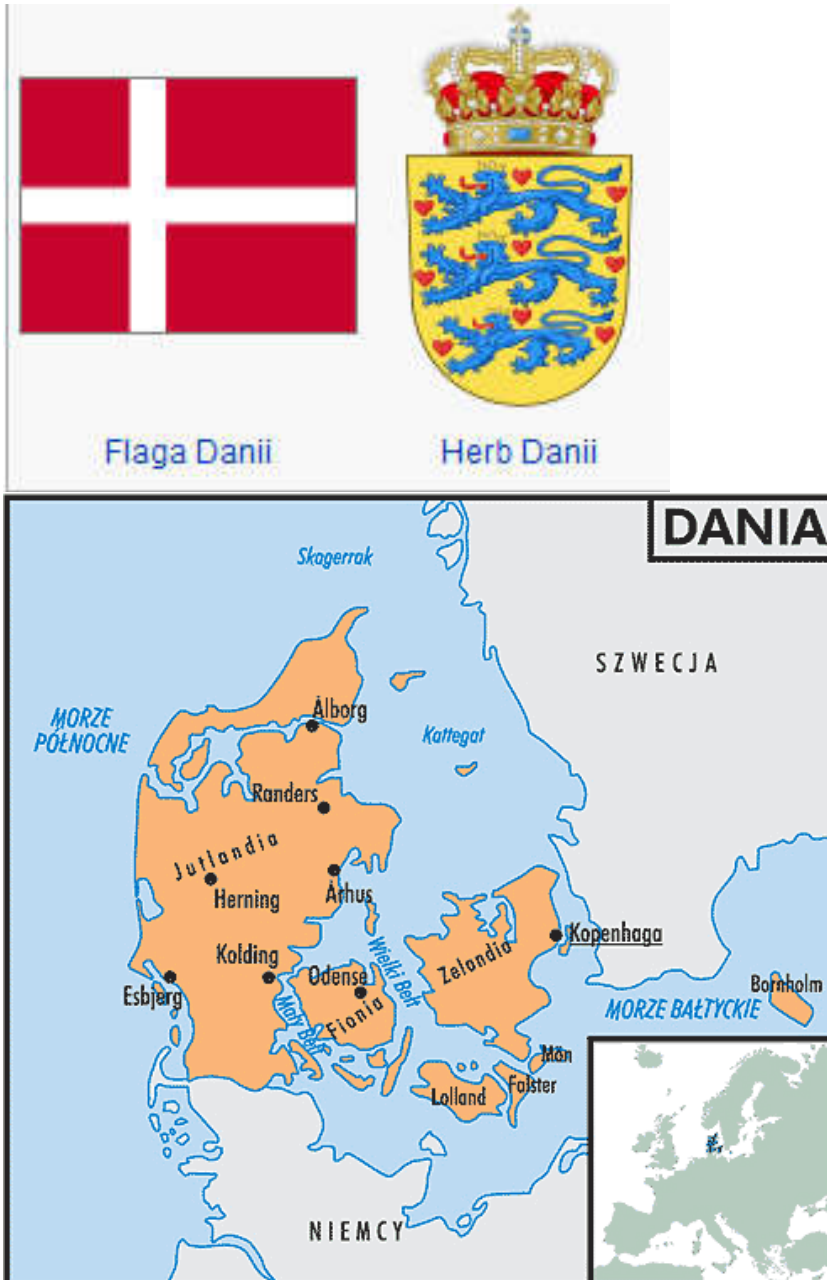 Flaga Danii
Herb Danii
DANIA
Skagerrak
SZWECJA
MORZE
PÓŁNOCNE
Ålborg
Kattegat
Randers
Jutlandia
Herning
Århus
Kopenhaga
Kolding
Odense
Wielki Bełt
Zelandia
Esbjerg
Mały Bełt
Fionia
Bornholm
MORZE BAŁTYCKIE
Mön
Falster
Lolland
NIEMCY